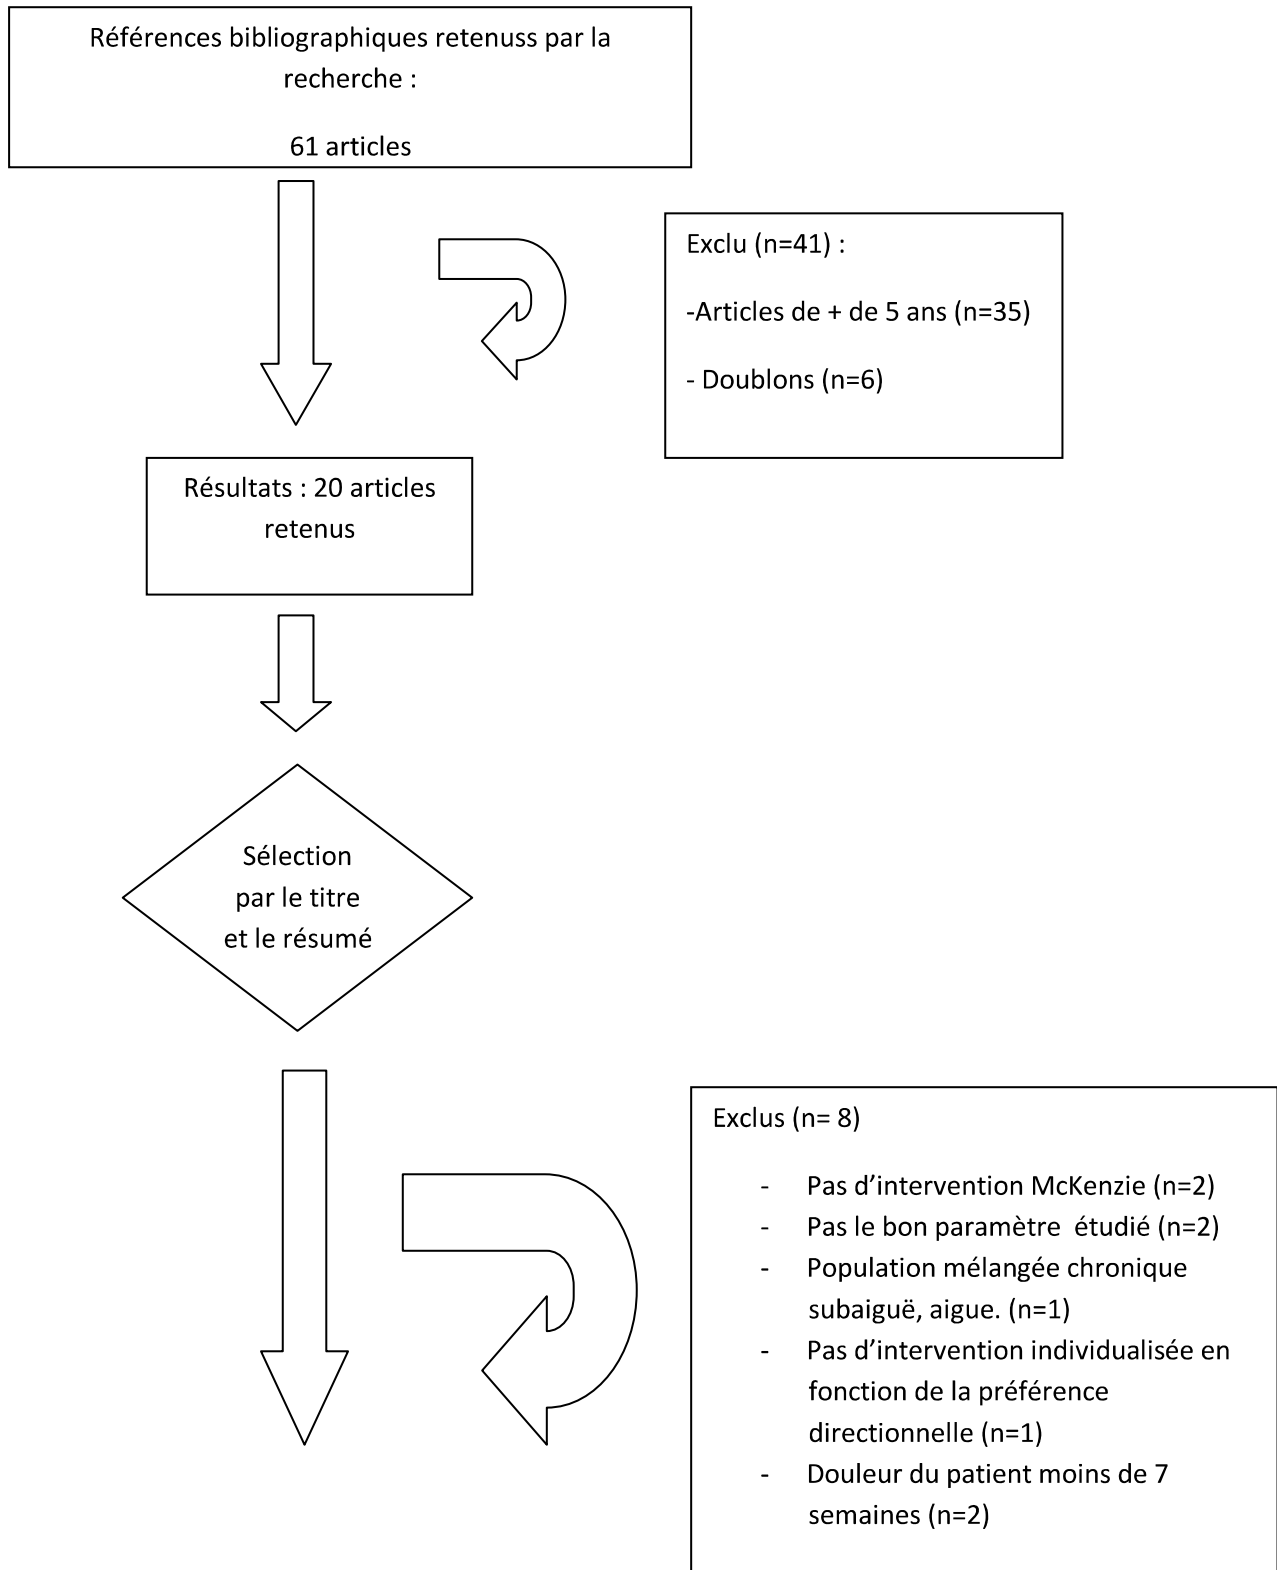 Références bibliographiques retenuss par la
recherche :
61 articles
Exclu (n=41) :
-Articles de + de 5 ans (n=35)
- Doublons (n=6)
Résultats : 20 articles
retenus
Sélection
par le titre
et le résumé
Exclus (n= 8)
- Pas d’intervention McKenzie (n=2)
- Pas le bon paramètre étudié (n=2)
- Population mélangée chronique
subaiguë, aigue. (n=1)
- Pas d’intervention individualisée en
fonction de la préférence
directionnelle (n=1)
- Douleur du patient moins de 7
semaines (n=2)